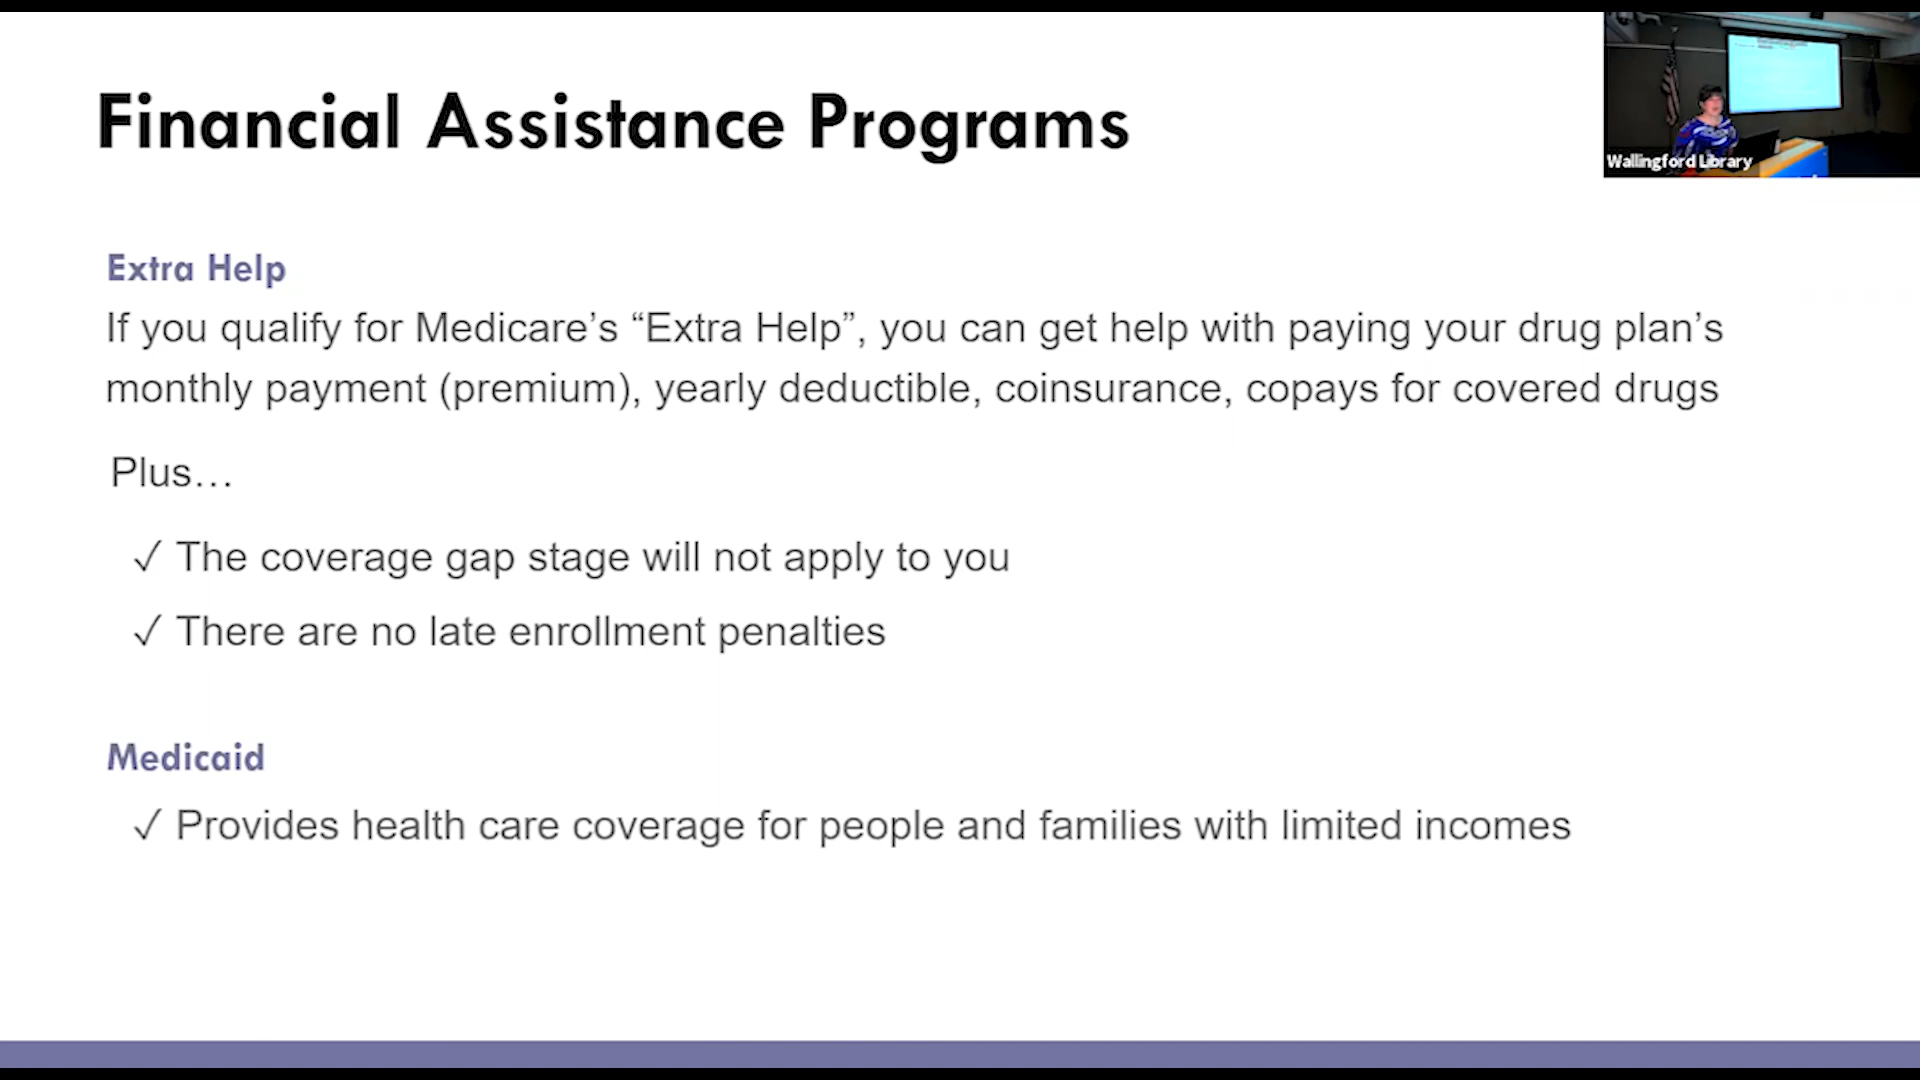 Financial Assistance Programs
Wallingford Library
Extra Help
If you qualify for Medicare’s “Extra Help”, you can get help with paying your drug plan’s
monthly payment (premium), yearly deductible, coinsurance, copays for covered drugs
Plus…
✓ The coverage gap stage will not apply to you
✓ There are no late enrollment penalties
Medicaid
✓ Provides health care coverage for people and families with limited incomes